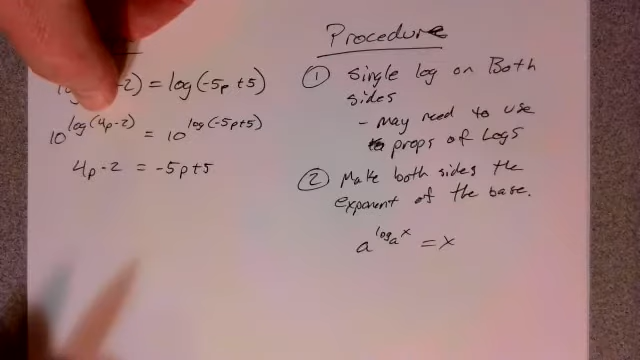 -2) = log(-5p+5)
10^log(4p-2) = 10^log(-5p+5)
4p-2 = -5p+5
Procedure
① Single log on Both
sides
- may need to use
props of Logs
② Make both sides the
exponent of the base.
a^log_a x = x